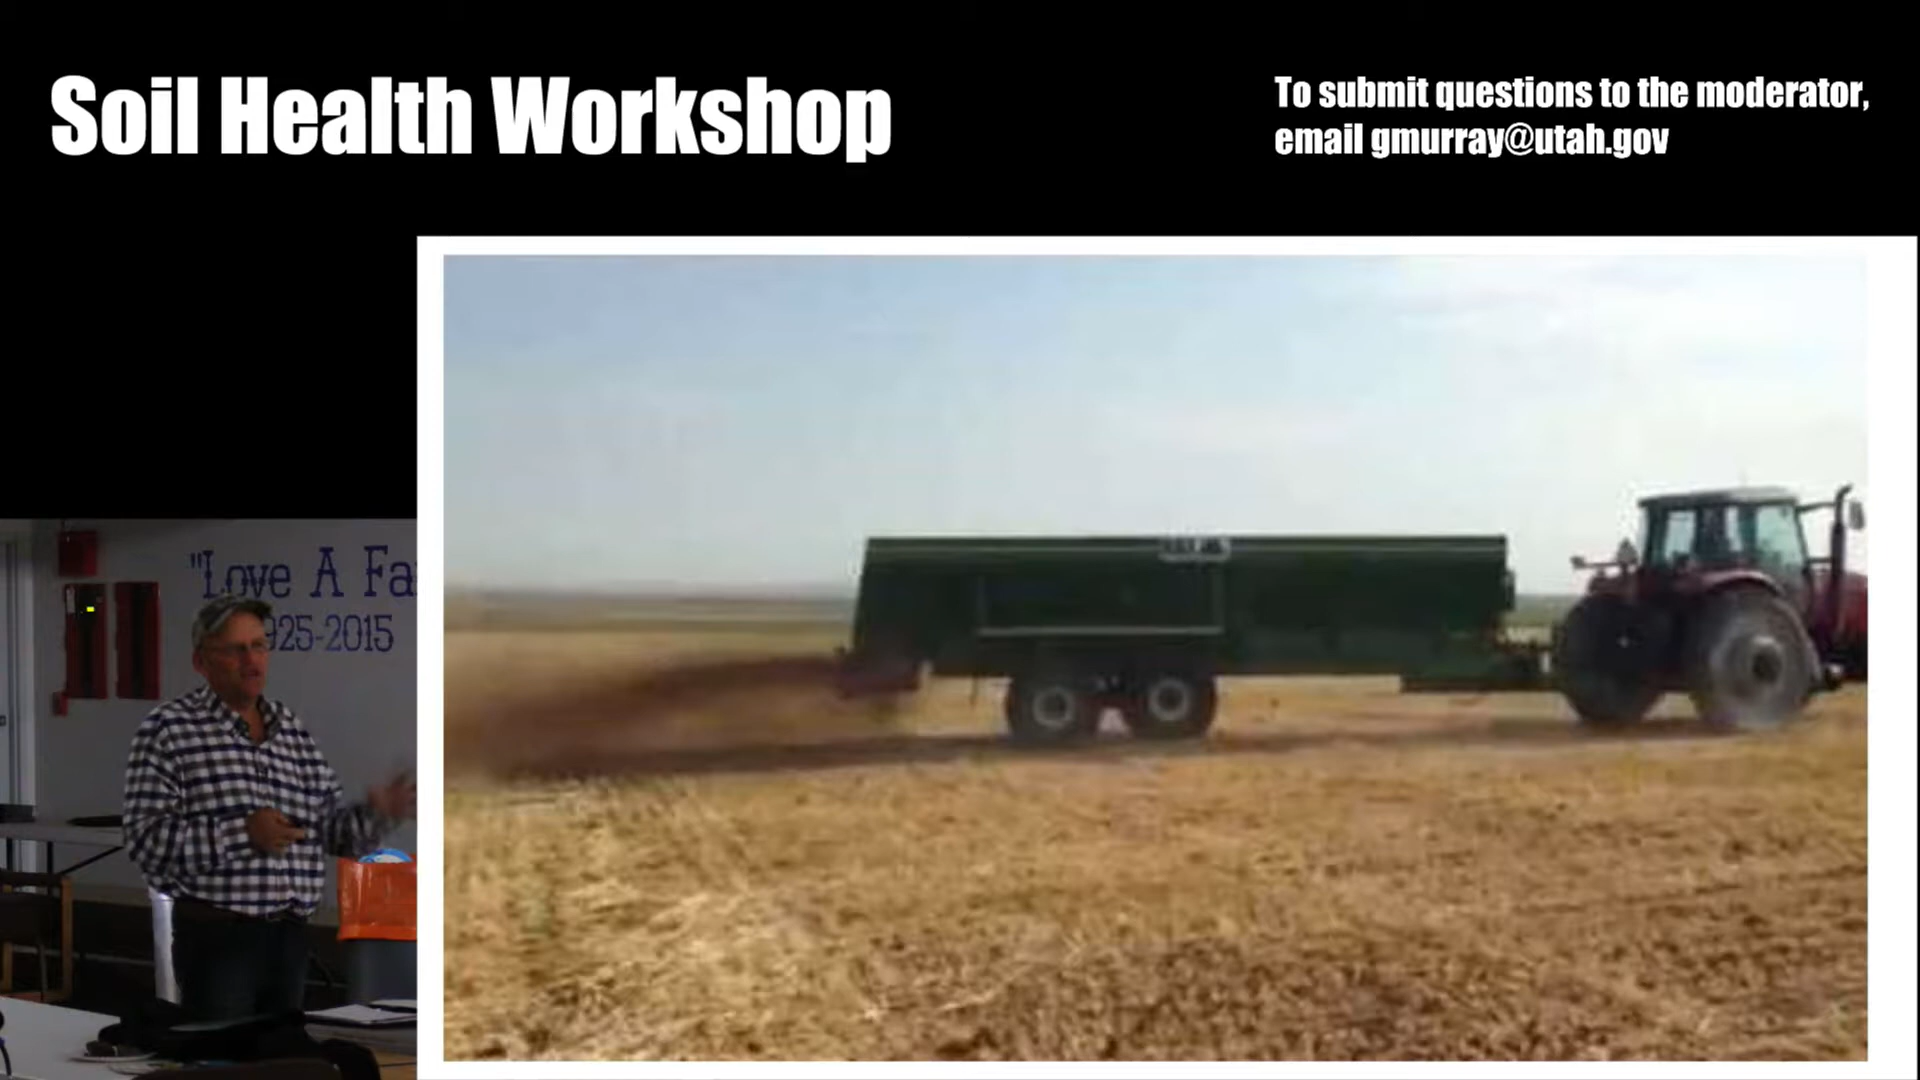 Soil Health Workshop
To submit questions to the moderator,
email gmurray@utah.gov
"Love A Fa
925-2015